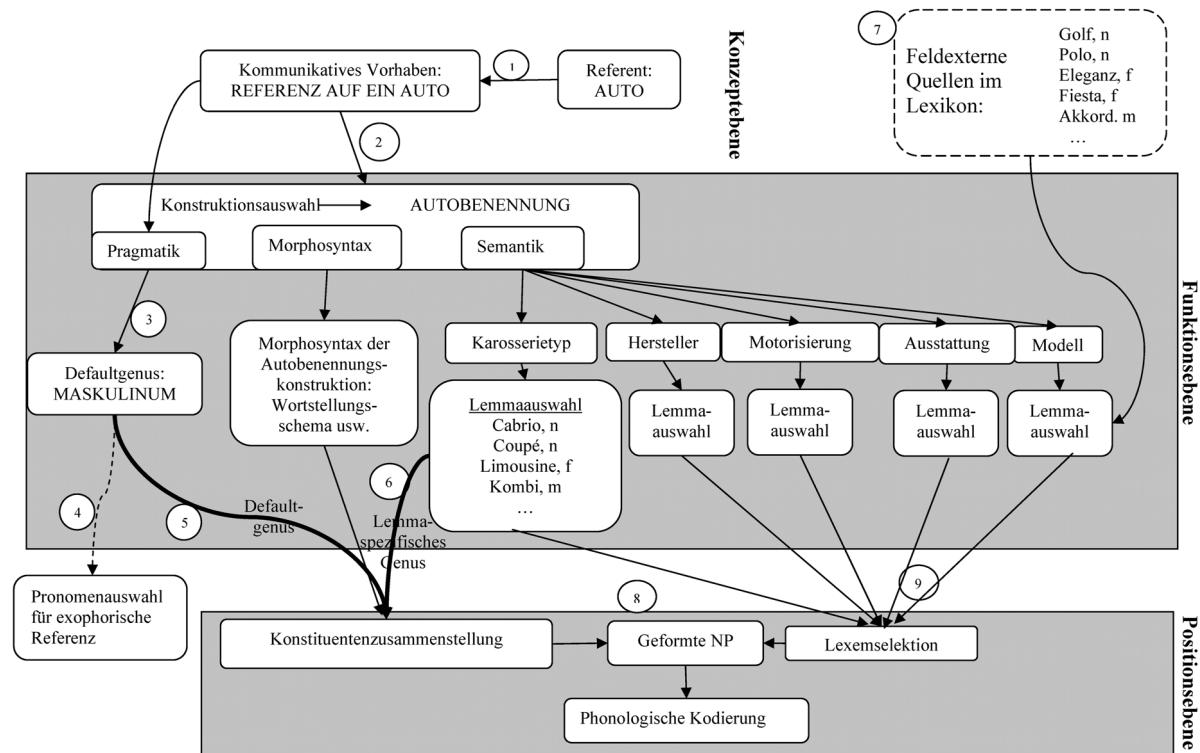 Konzeptebene
7
Feldexterne
Quellen im
Lexikon:
Golf, n
Polo, n
Eleganz, f
Fiesta, f
Akkord. m
…
Kommunikatives Vorhaben:
REFERENZ AUF EIN AUTO
1
Referent:
AUTO
2
Funktionsebene
Konstruktionsauswahl
AUTOBENENNUNG
Pragmatik
Morphosyntax
Semantik
3
Defaultgenus:
MASKULINUM
Morphosyntax der
Autobenennungs-
konstruktion:
Wortstellungs-
schema usw.
Karosserietyp
Hersteller
Motorisierung
Ausstattung
Modell
Lemmaauswahl
Cabrio, n
Coupé, n
Limousine, f
Kombi, m
…
Lemma-
auswahl
Lemma-
auswahl
Lemma-
auswahl
Lemma-
auswahl
4
5
Default-
genus
6
Lemma-
spezifisches
Genus
Pronomenauswahl
für exophorische
Referenz
8
9
Positionsebene
Konstituentenzusammenstellung
Geformte NP
Lexemselektion
Phonologische Kodierung